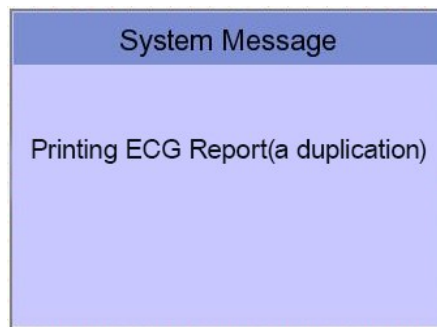 System Message
Printing ECG Report(a duplication)